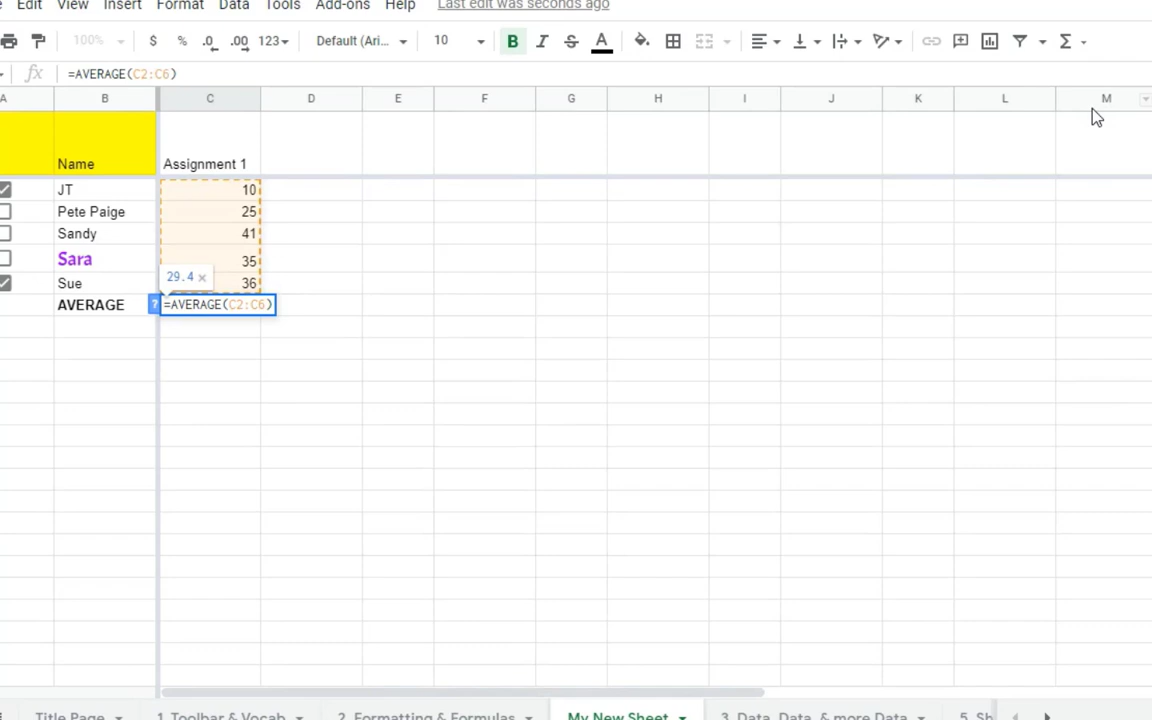 Edit View Insert Format Data Tools Add-ons Help Last edit was seconds ago
100% $ % .0 .00 123 Default (Ari... 10 B I S A Σ
fx =AVERAGE(C2:C6)
A B C D E F G H I J K L M
Name Assignment 1
JT 10
Pete Paige 25
Sandy 41
Sara 35
29.4 ×
Sue 36
AVERAGE ? =AVERAGE(C2:C6)
Title Page 1. Toolbar & Vocab 2. Formatting & Formulas My New Sheet 3. Data, Data, & more Data 5. Sh